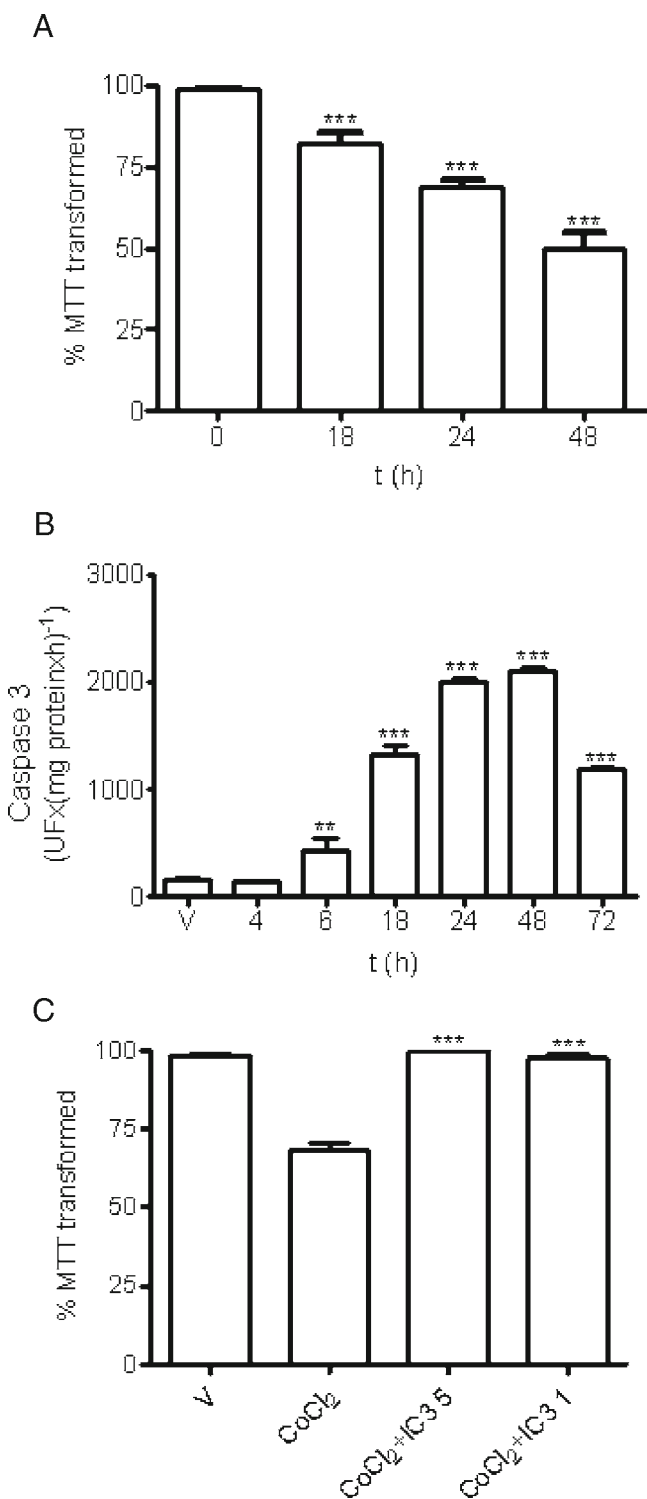 A
100
75
50
25
0
% MTT transformed
***
***
***
0 18 24 48
t (h)
B
3000
2000
1000
0
Caspase 3
(UFx(mg proteinxh)-1
**
***
***
***
***
V 4 6 18 24 48 72
t (h)
C
100
75
50
25
0
% MTT transformed
***
***
V
CoCl2
CoCl2+IC3 5
CoCl2+IC3 1